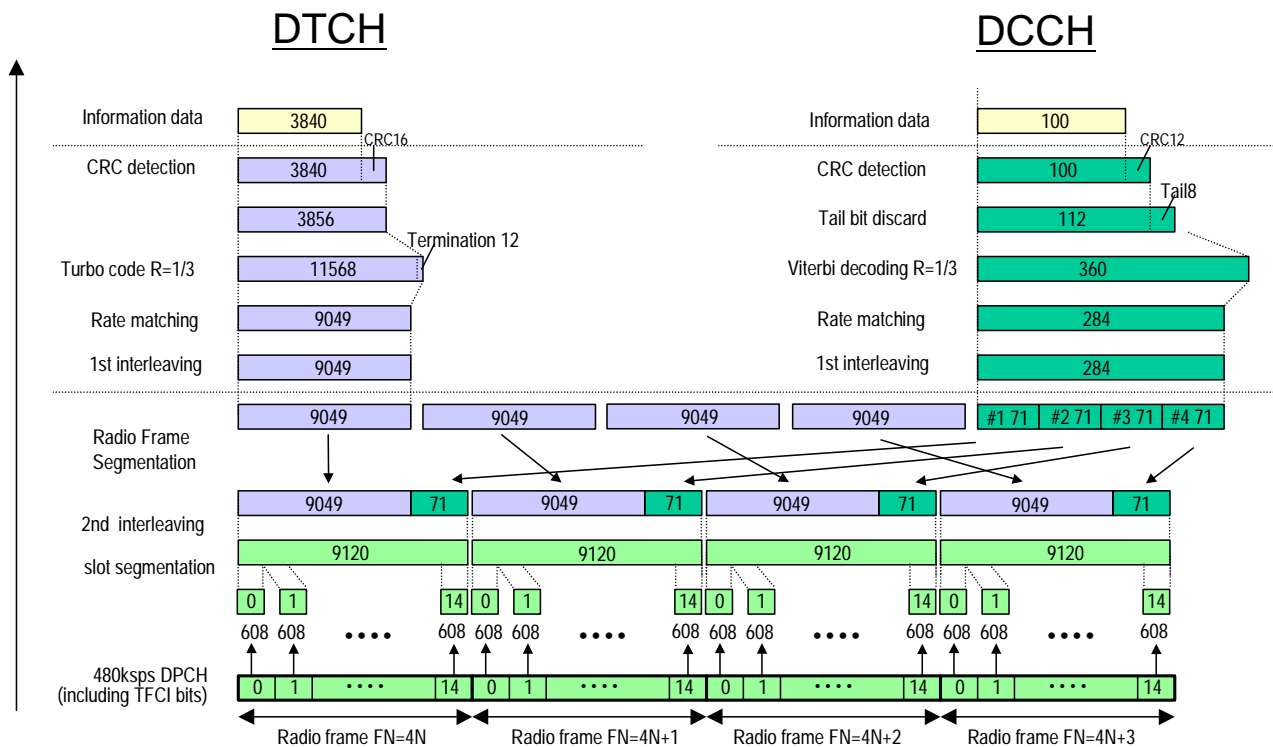 DTCH DCCH
Information data 3840 Information data 100
CRC16 CRC12
CRC detection 3840 CRC detection 100
Tail8
3856 Tail bit discard 112
Termination 12
Turbo code R=1/3 11568 Viterbi decoding R=1/3 360
Rate matching 9049 Rate matching 284
1st interleaving 9049 1st interleaving 284
9049 9049 9049 9049 #1 71 #2 71 #3 71 #4 71
Radio Frame
Segmentation
9049 71 9049 71 9049 71 9049 71
2nd interleaving
9120 9120 9120 9120
slot segmentation
0 1 14 0 1 14 0 1 14 0 1 14
608 608 •••• 608 608 608 •••• 608 608 608 •••• 608 608 608 •••• 608
480ksps DPCH
(including TFCI bits)
0 1 •••• 14 0 1 •••• 14 0 1 •••• 14 0 1 •••• 14
Radio frame FN=4N Radio frame FN=4N+1 Radio frame FN=4N+2 Radio frame FN=4N+3